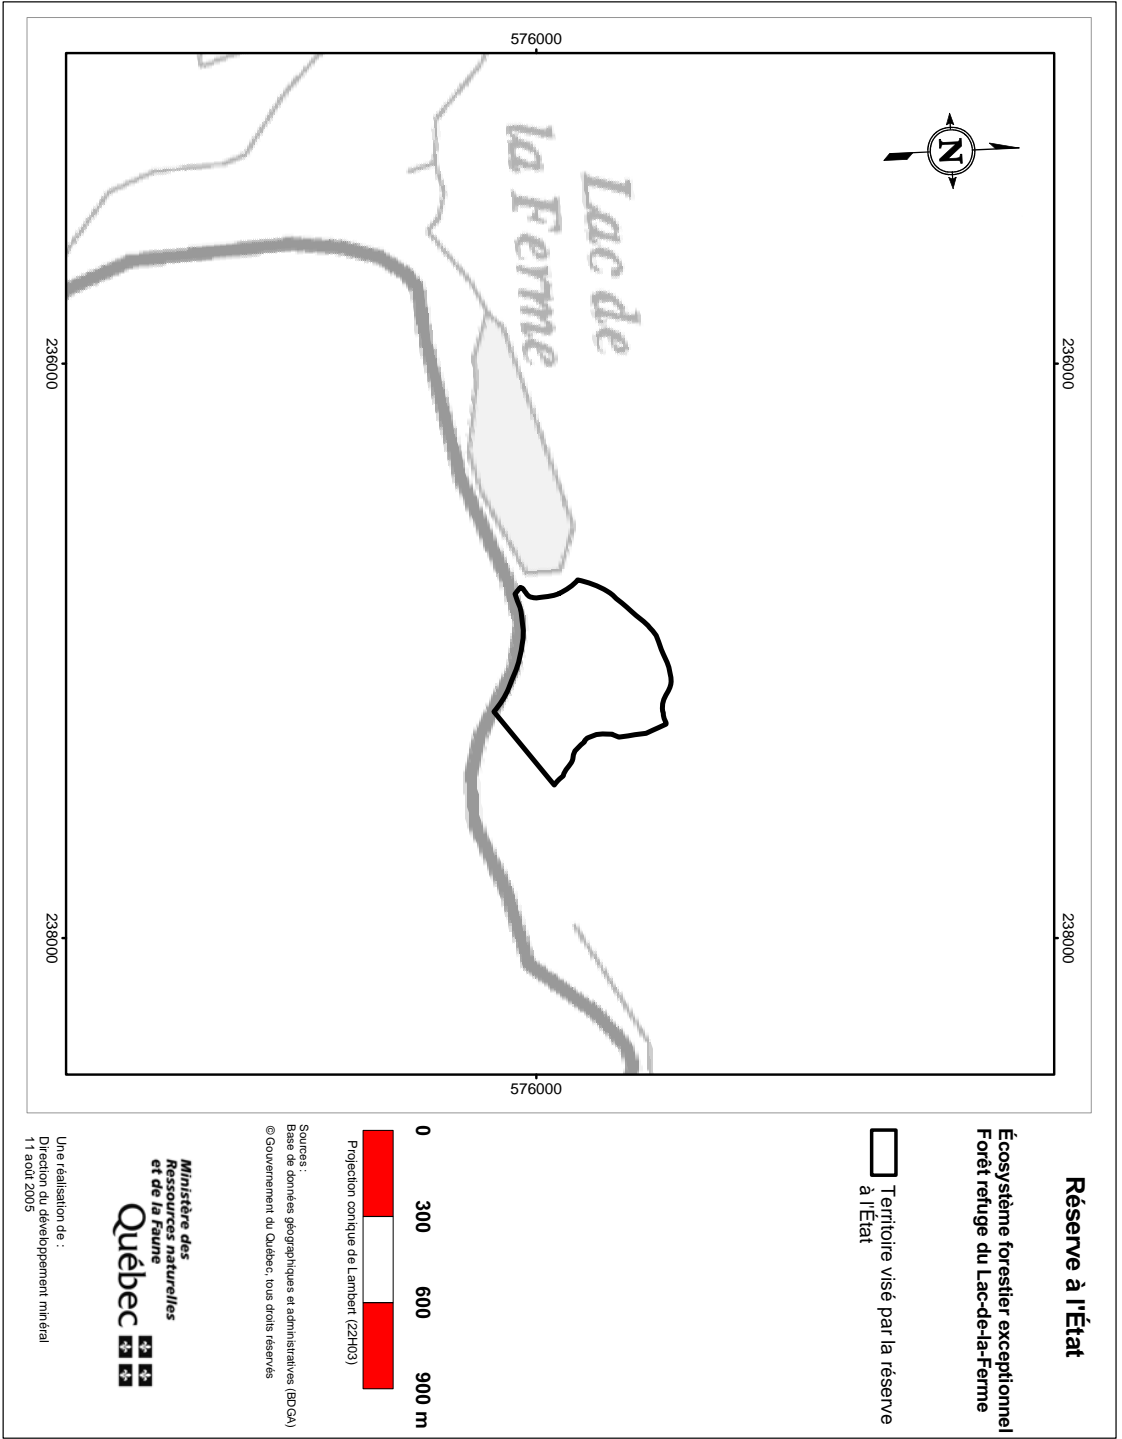 Réserve à l'État
Écosystème forestier exceptionnel
Forêt refuge du Lac-de-la-Ferme
Territoire visé par la réserve
à l'État
236000
238000
576000
576000
236000
238000
N
Lac de
la Ferme
0 300 600 900 m
Projection conique de Lambert (22H03)
Sources :
Base de données géographiques et administratives (BDGA)
© Gouvernement du Québec, tous droits réservés
Ministère des
Ressources naturelles
et de la Faune
Québec
Une réalisation de :
Direction du développement minéral
11 août 2005